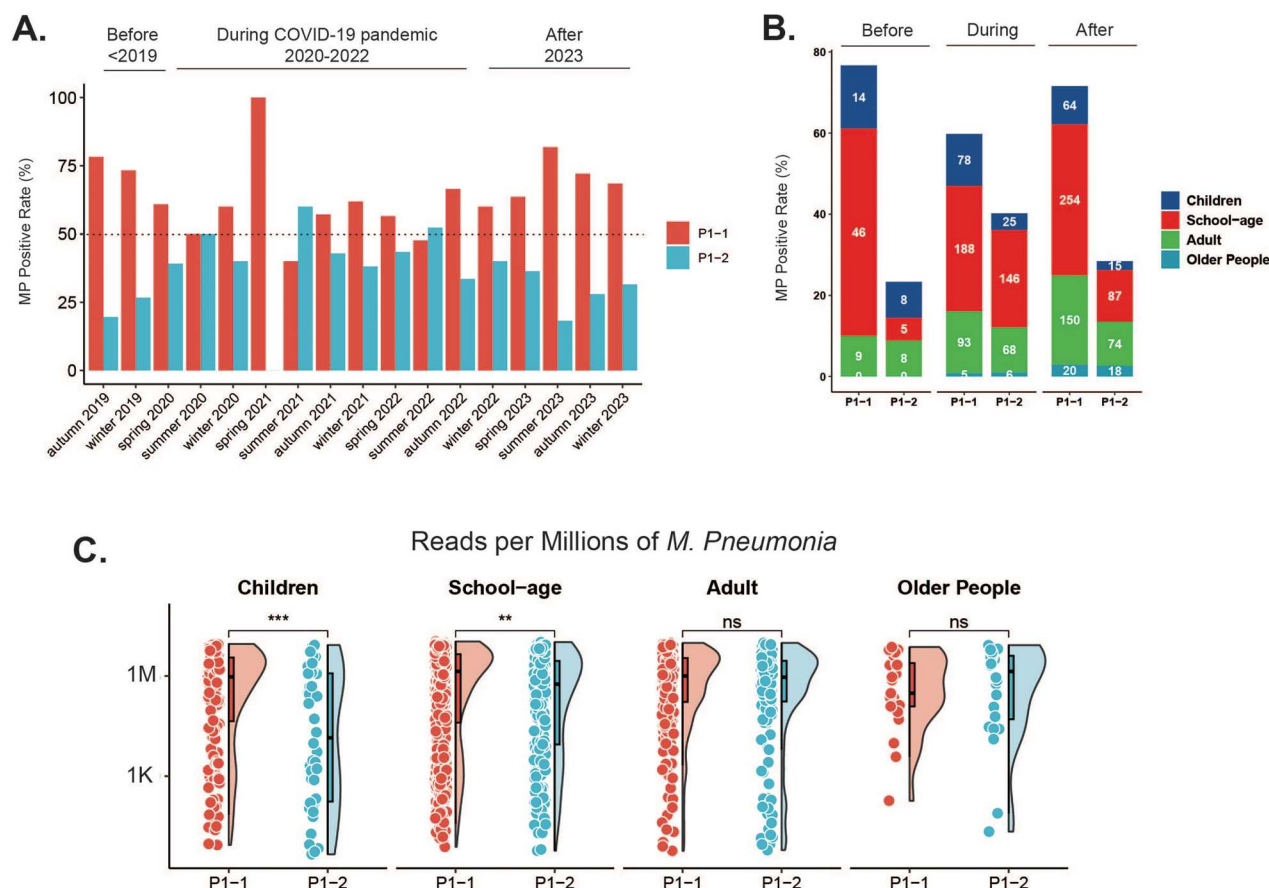 A.
Before
<2019
During COVID-19 pandemic
2020-2022
After
2023
MP Positive Rate (%)
100
75
50
25
0
autumn 2019
winter 2019
spring 2020
summer 2020
winter 2020
spring 2021
summer 2021
autumn 2021
winter 2021
spring 2022
summer 2022
autumn 2022
winter 2022
spring 2023
summer 2023
autumn 2023
winter 2023
P1-1
P1-2
B.
Before
During
After
MP Positive Rate (%)
80
60
40
20
0
14
46
9
0
8
5
8
0
78
188
93
5
25
146
68
6
64
254
150
20
15
87
74
18
P1-1
P1-2
P1-1
P1-2
P1-1
P1-2
Children
School-age
Adult
Older People
C.
Reads per Millions of M. Pneumonia
Children
School-age
Adult
Older People
***
**
ns
ns
1M
1K
P1-1
P1-2
P1-1
P1-2
P1-1
P1-2
P1-1
P1-2